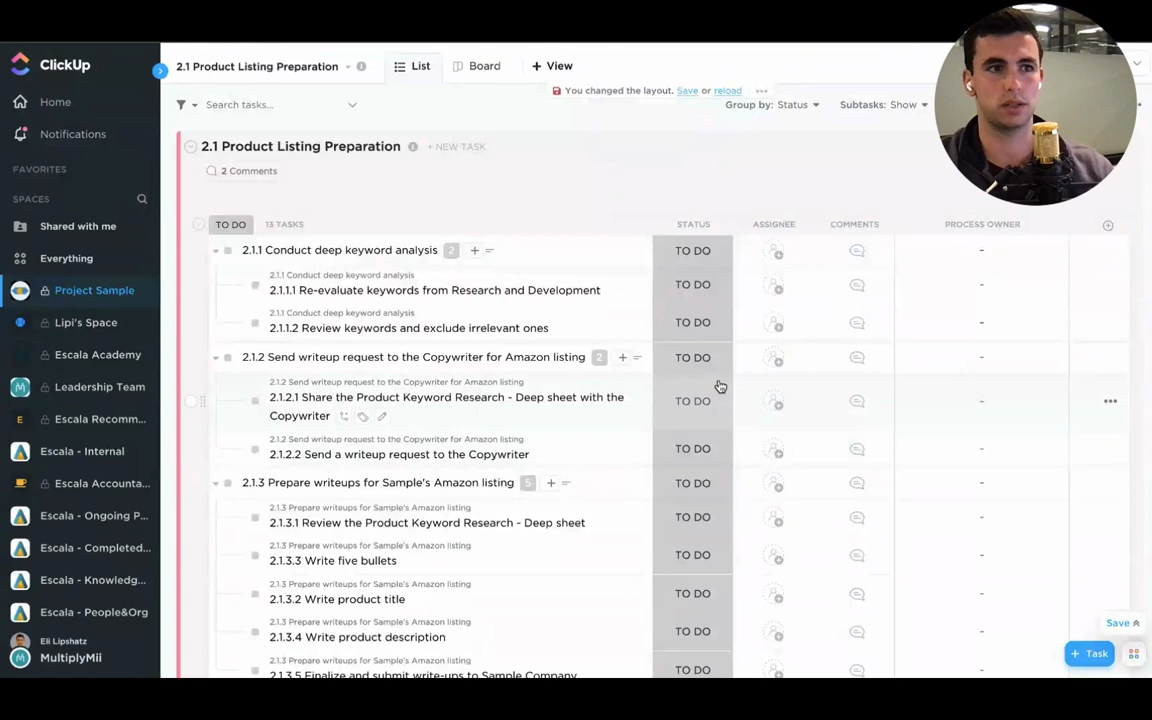 ClickUp
Home
Notifications
FAVORITES
SPACES
Shared with me
Everything
Project Sample
Lipi's Space
Escala Academy
Leadership Team
E
Escala Recomm...
Escala - Internal
Escala Accounta...
Escala - Ongoing P...
Escala - Completed...
Escala - Knowledg...
Escala - People&Org
Eli Lipshatz
MultiplyMii
2.1 Product Listing Preparation
List
Board
+ View
You changed the layout. Save or reload
Search tasks...
Group by: Status
Subtasks: Show
2.1 Product Listing Preparation
+ NEW TASK
2 Comments
TO DO
13 TASKS
STATUS
ASSIGNEE
COMMENTS
PROCESS OWNER
2.1.1 Conduct deep keyword analysis 2 +
TO DO
-
2.1.1 Conduct deep keyword analysis
2.1.1.1 Re-evaluate keywords from Research and Development
TO DO
-
2.1.1 Conduct deep keyword analysis
2.1.1.2 Review keywords and exclude irrelevant ones
TO DO
-
2.1.2 Send writeup request to the Copywriter for Amazon listing 2 +
TO DO
-
2.1.2 Send writeup request to the Copywriter for Amazon listing
2.1.2.1 Share the Product Keyword Research - Deep sheet with the
Copywriter
TO DO
-
2.1.2 Send writeup request to the Copywriter for Amazon listing
2.1.2.2 Send a writeup request to the Copywriter
TO DO
-
2.1.3 Prepare writeups for Sample's Amazon listing 5 +
TO DO
-
2.1.3 Prepare writeups for Sample's Amazon listing
2.1.3.1 Review the Product Keyword Research - Deep sheet
TO DO
-
2.1.3 Prepare writeups for Sample's Amazon listing
2.1.3.3 Write five bullets
TO DO
-
2.1.3 Prepare writeups for Sample's Amazon listing
2.1.3.2 Write product title
TO DO
-
2.1.3 Prepare writeups for Sample's Amazon listing
2.1.3.4 Write product description
TO DO
-
2.1.3 Prepare writeups for Sample's Amazon listing
2.1.3.5 Finalize and submit write-ups to Sample Company
TO DO
-
Save
+ Task